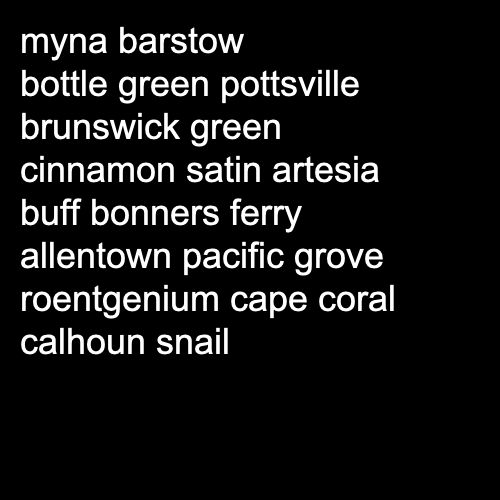 myna barstow
bottle green pottsville
brunswick green
cinnamon satin artesia
buff bonners ferry
allentown pacific grove
roentgenium cape coral
calhoun snail